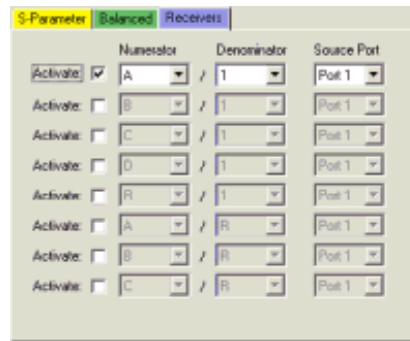 S-Parameter Balanced Receivers
Numerator Denominator Source Port
Activate: A / 1 Port 1
Activate: B / 1 Port 1
Activate: C / 1 Port 1
Activate: D / 1 Port 1
Activate: R / 1 Port 1
Activate: A / R Port 1
Activate: B / R Port 1
Activate: C / R Port 1